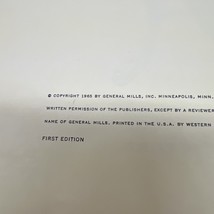 © COPYRIGHT 1965 BY GENERAL MILLS, INC. MINNEAPOLIS, MINN.
WRITTEN PERMISSION OF THE PUBLISHERS, EXCEPT BY A REVIEWER
NAME OF GENERAL MILLS. PRINTED IN THE U.S.A. BY WESTERN
FIRST EDITION